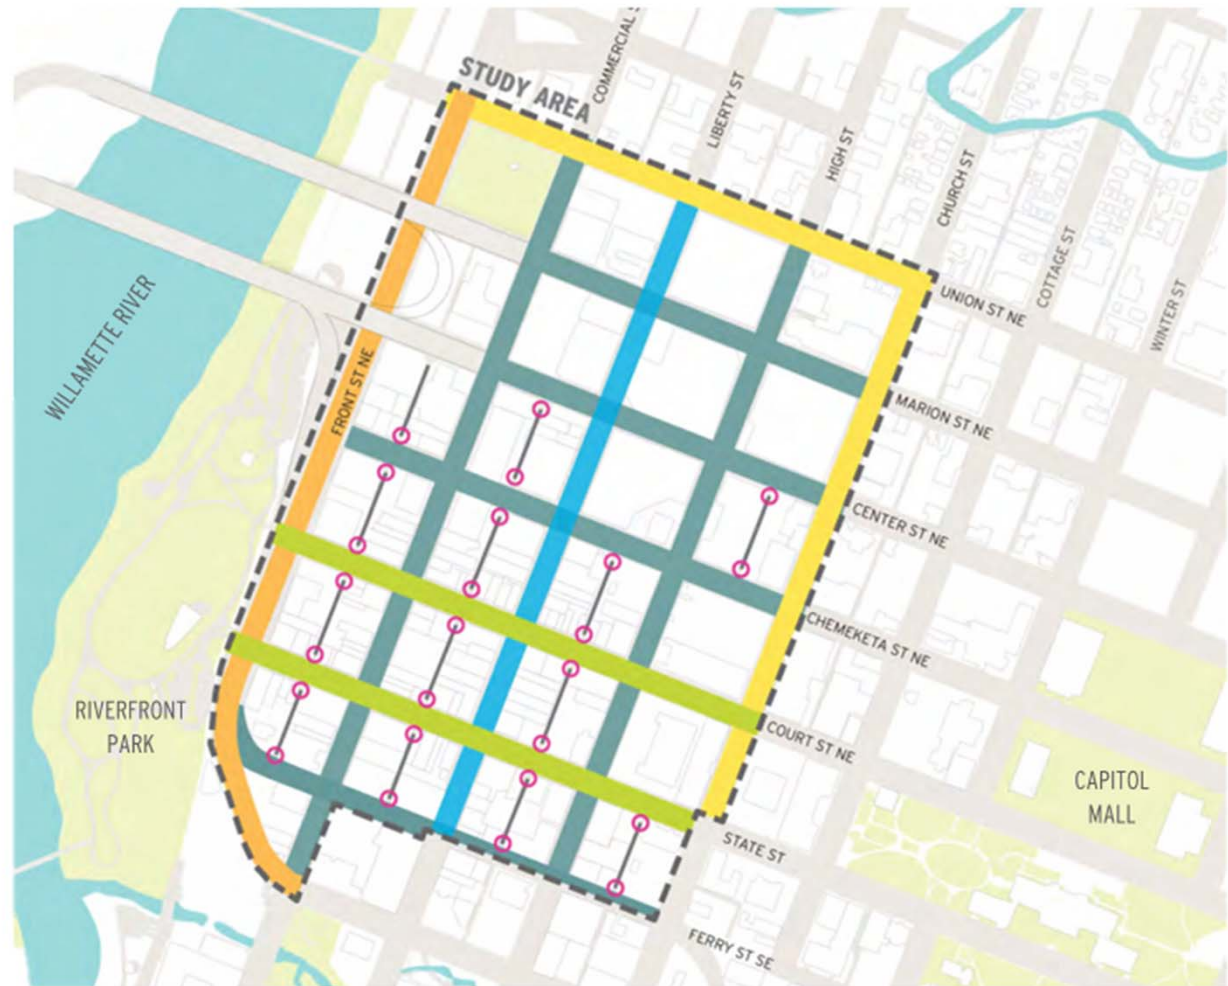 STUDY AREA
COMMERCIAL
LIBERTY ST
HIGH ST
CHURCH ST
COTTAGE ST
WINTER ST
UNION ST NE
WILLAMETTE RIVER
FRONT ST NE
MARION ST NE
CENTER ST NE
CHEMEKETA ST NE
RIVERFRONT
PARK
COURT ST NE
CAPITOL
MALL
STATE ST
FERRY ST SE